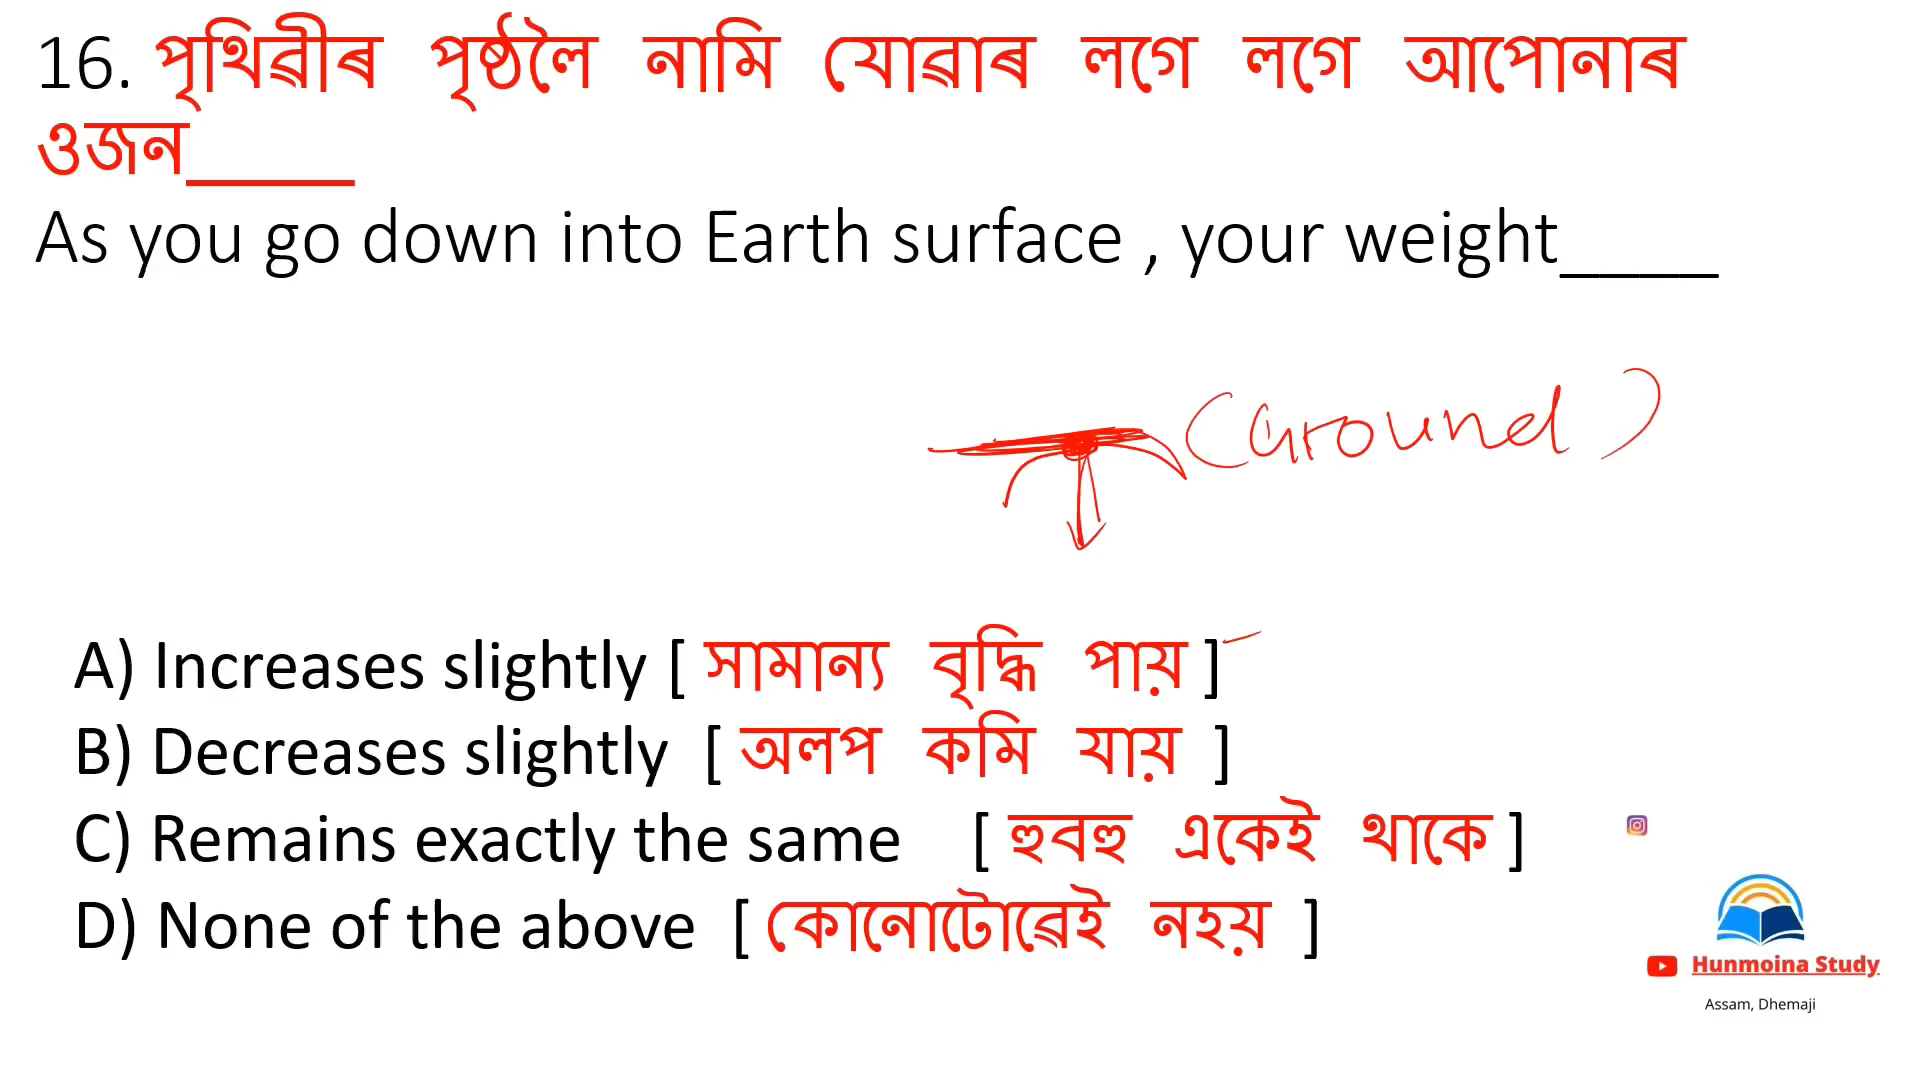 16. পৃথিৱীৰ পৃষ্ঠলৈ নামি যোৱাৰ লগে লগে আপোনাৰ
ওজন_____
As you go down into Earth surface , your weight____
(Ground)
A) Increases slightly [ সামান্য বৃদ্ধি পায় ]
B) Decreases slightly [ অলপ কমি যায় ]
C) Remains exactly the same [ হুবহু একেই থাকে ]
D) None of the above [ কোনোটোৱেই নহয় ]
Hunmoina Study
Assam, Dhemaji